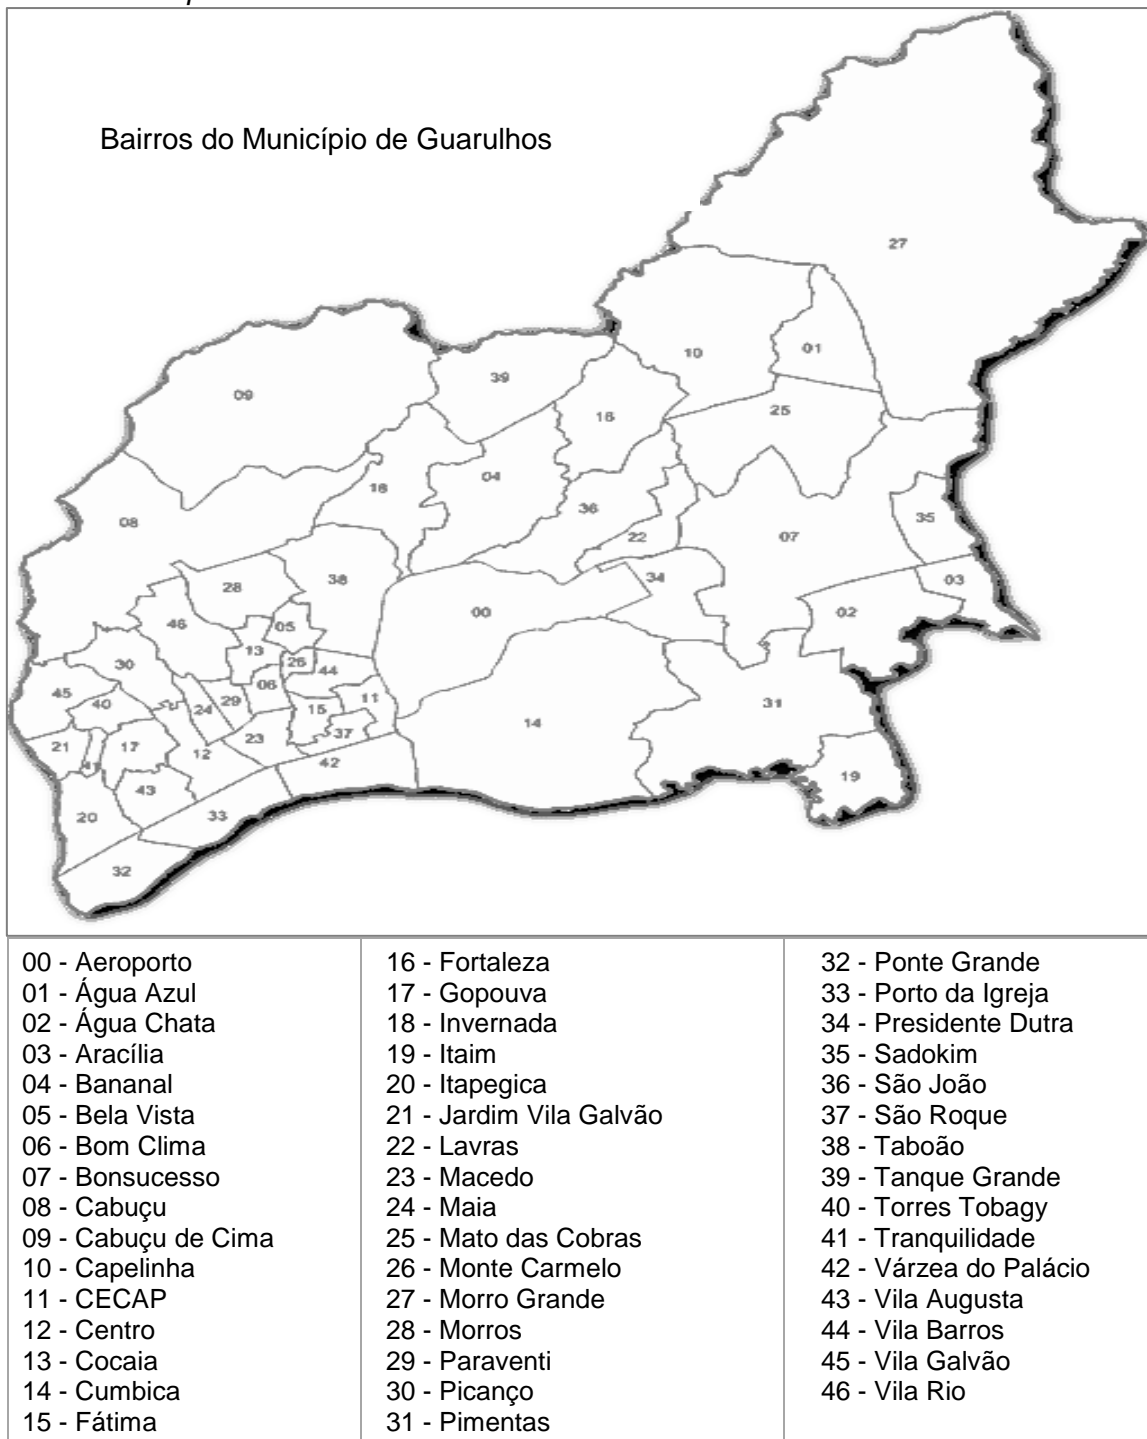 Bairros do Município de Guarulhos
27
10
01
39
09
25
16
04
18
36
08
22
07
35
28
38
34
03
00
02
46
05
13
26
30
44
06
45
40
24
29
15
11
31
14
21
17
12
23
37
41
42
19
43
20
33
32
00 - Aeroporto
01 - Água Azul
02 - Água Chata
03 - Aracília
04 - Bananal
05 - Bela Vista
06 - Bom Clima
07 - Bonsucesso
08 - Cabuçu
09 - Cabuçu de Cima
10 - Capelinha
11 - CECAP
12 - Centro
13 - Cocaia
14 - Cumbica
15 - Fátima
16 - Fortaleza
17 - Gopouva
18 - Invernada
19 - Itaim
20 - Itapegica
21 - Jardim Vila Galvão
22 - Lavras
23 - Macedo
24 - Maia
25 - Mato das Cobras
26 - Monte Carmelo
27 - Morro Grande
28 - Morros
29 - Paraventi
30 - Picanço
31 - Pimentas
32 - Ponte Grande
33 - Porto da Igreja
34 - Presidente Dutra
35 - Sadokim
36 - São João
37 - São Roque
38 - Taboão
39 - Tanque Grande
40 - Torres Tobagy
41 - Tranquilidade
42 - Várzea do Palácio
43 - Vila Augusta
44 - Vila Barros
45 - Vila Galvão
46 - Vila Rio